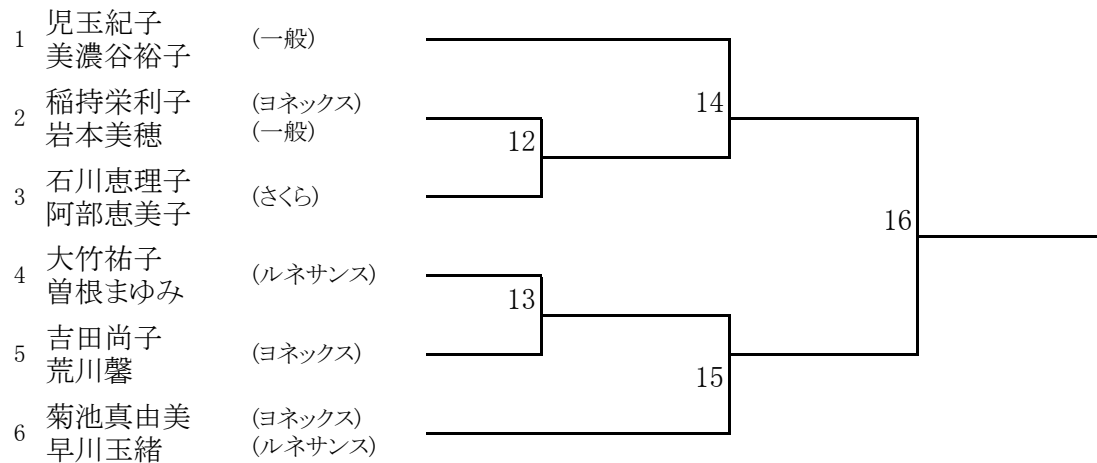 1 児玉紀子 (一般)
美濃谷裕子
14
2 稲持栄利子 (ヨネックス)
岩本美穂 (一般)
12
3 石川恵理子 (さくら)
阿部恵美子
16
4 大竹祐子 (ルネサンス)
曽根まゆみ
13
5 吉田尚子 (ヨネックス)
荒川馨
15
6 菊池真由美 (ヨネックス)
早川玉緒 (ルネサンス)